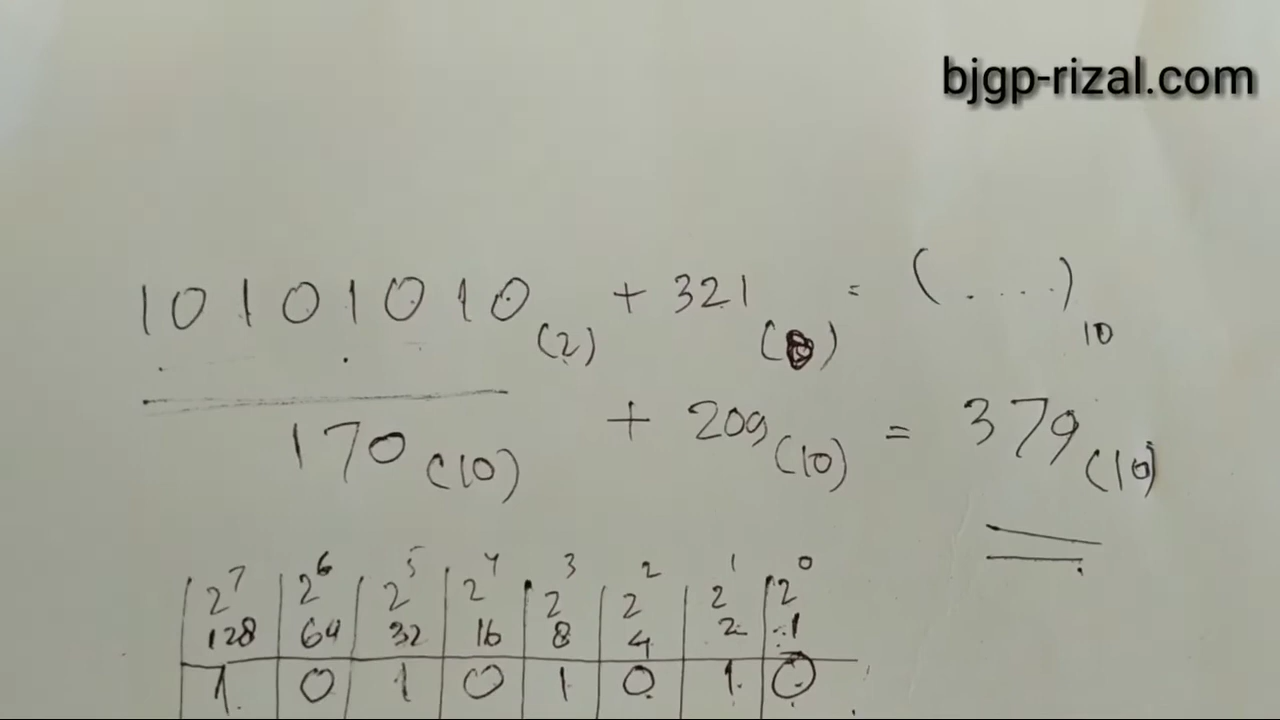 bjgp-rizal.com
10101010(2) + 321(8) = (....)10
170(10) + 209(10) = 379(10)
2^7 2^6 2^5 2^4 2^3 2^2 2^1 2^0
128 64 32 16 8 4 2 1
1 0 1 0 1 0 1 0